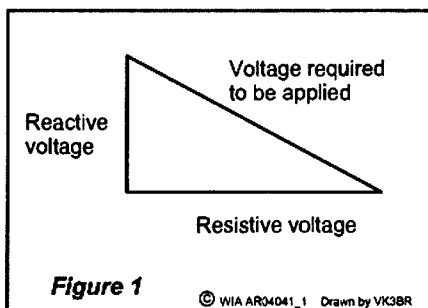 Voltage required
to be applied
Reactive
voltage
Resistive voltage
Figure 1
© WIA AR04041_1 Drawn by VK3BR